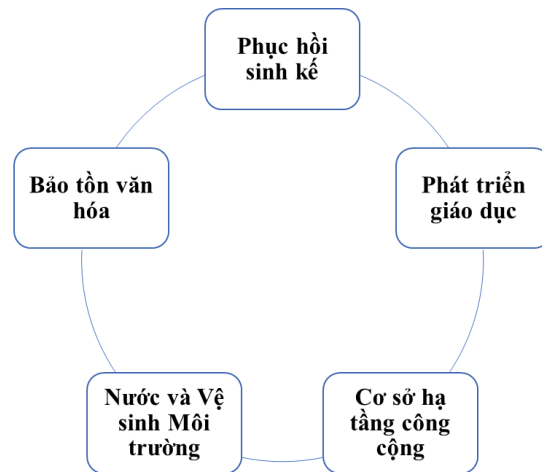 Phục hồi
sinh kế
Phát triển
giáo dục
Cơ sở hạ
tầng công
cộng
Nước và Vệ
sinh Môi
trường
Bảo tồn văn
hóa